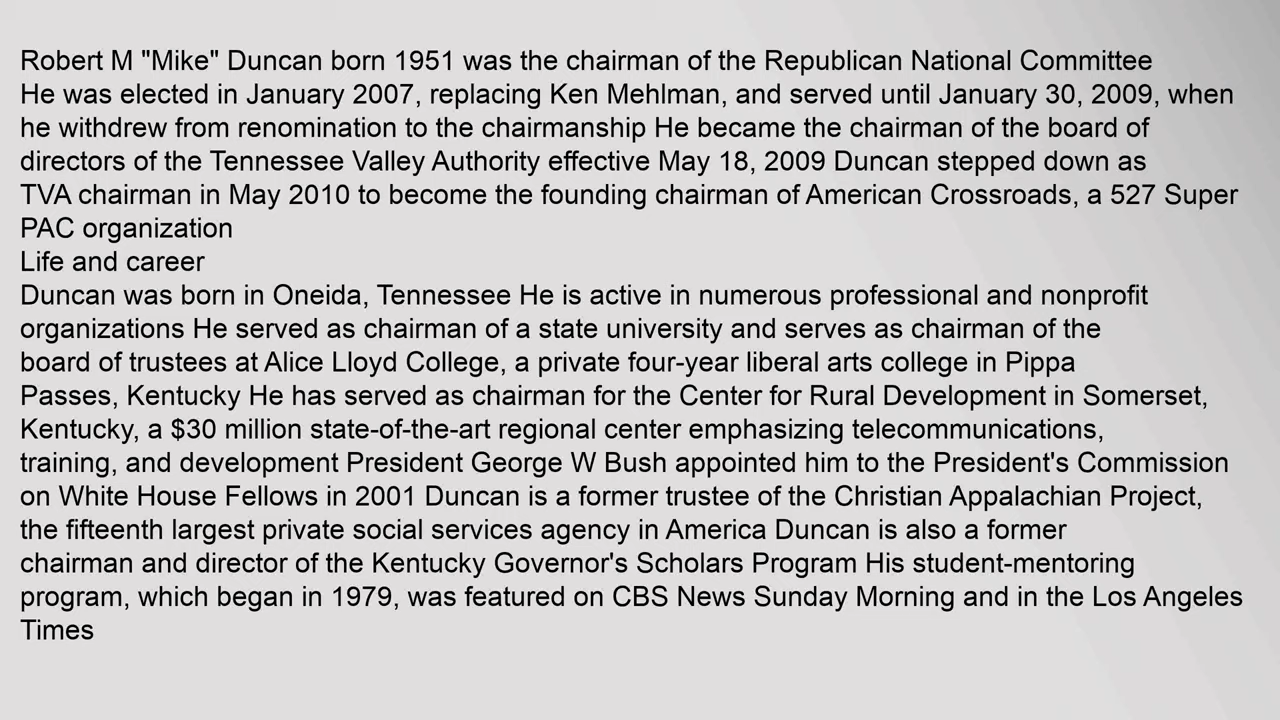 Robert M "Mike" Duncan born 1951 was the chairman of the Republican National Committee
He was elected in January 2007, replacing Ken Mehlman, and served until January 30, 2009, when
he withdrew from renomination to the chairmanship He became the chairman of the board of
directors of the Tennessee Valley Authority effective May 18, 2009 Duncan stepped down as
TVA chairman in May 2010 to become the founding chairman of American Crossroads, a 527 Super
PAC organization
Life and career
Duncan was born in Oneida, Tennessee He is active in numerous professional and nonprofit
organizations He served as chairman of a state university and serves as chairman of the
board of trustees at Alice Lloyd College, a private four-year liberal arts college in Pippa
Passes, Kentucky He has served as chairman for the Center for Rural Development in Somerset,
Kentucky, a $30 million state-of-the-art regional center emphasizing telecommunications,
training, and development President George W Bush appointed him to the President's Commission
on White House Fellows in 2001 Duncan is a former trustee of the Christian Appalachian Project,
the fifteenth largest private social services agency in America Duncan is also a former
chairman and director of the Kentucky Governor's Scholars Program His student-mentoring
program, which began in 1979, was featured on CBS News Sunday Morning and in the Los Angeles
Times